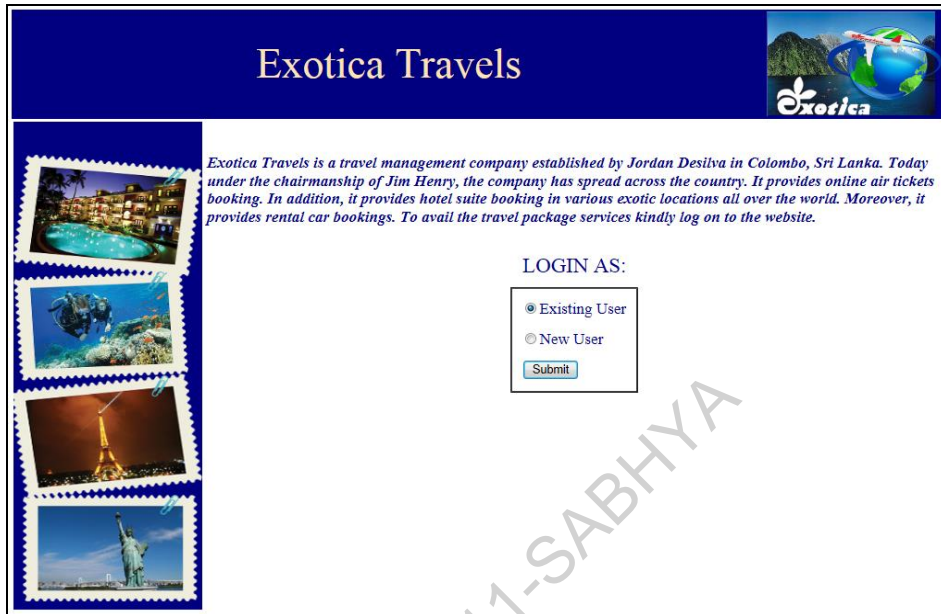 Exotica Travels
Exotica
Exotica Travels is a travel management company established by Jordan Desilva in Colombo, Sri Lanka. Today
under the chairmanship of Jim Henry, the company has spread across the country. It provides online air tickets
booking. In addition, it provides hotel suite booking in various exotic locations all over the world. Moreover, it
provides rental car bookings. To avail the travel package services kindly log on to the website.
LOGIN AS:
Existing User
New User
Submit
11-SABHYA